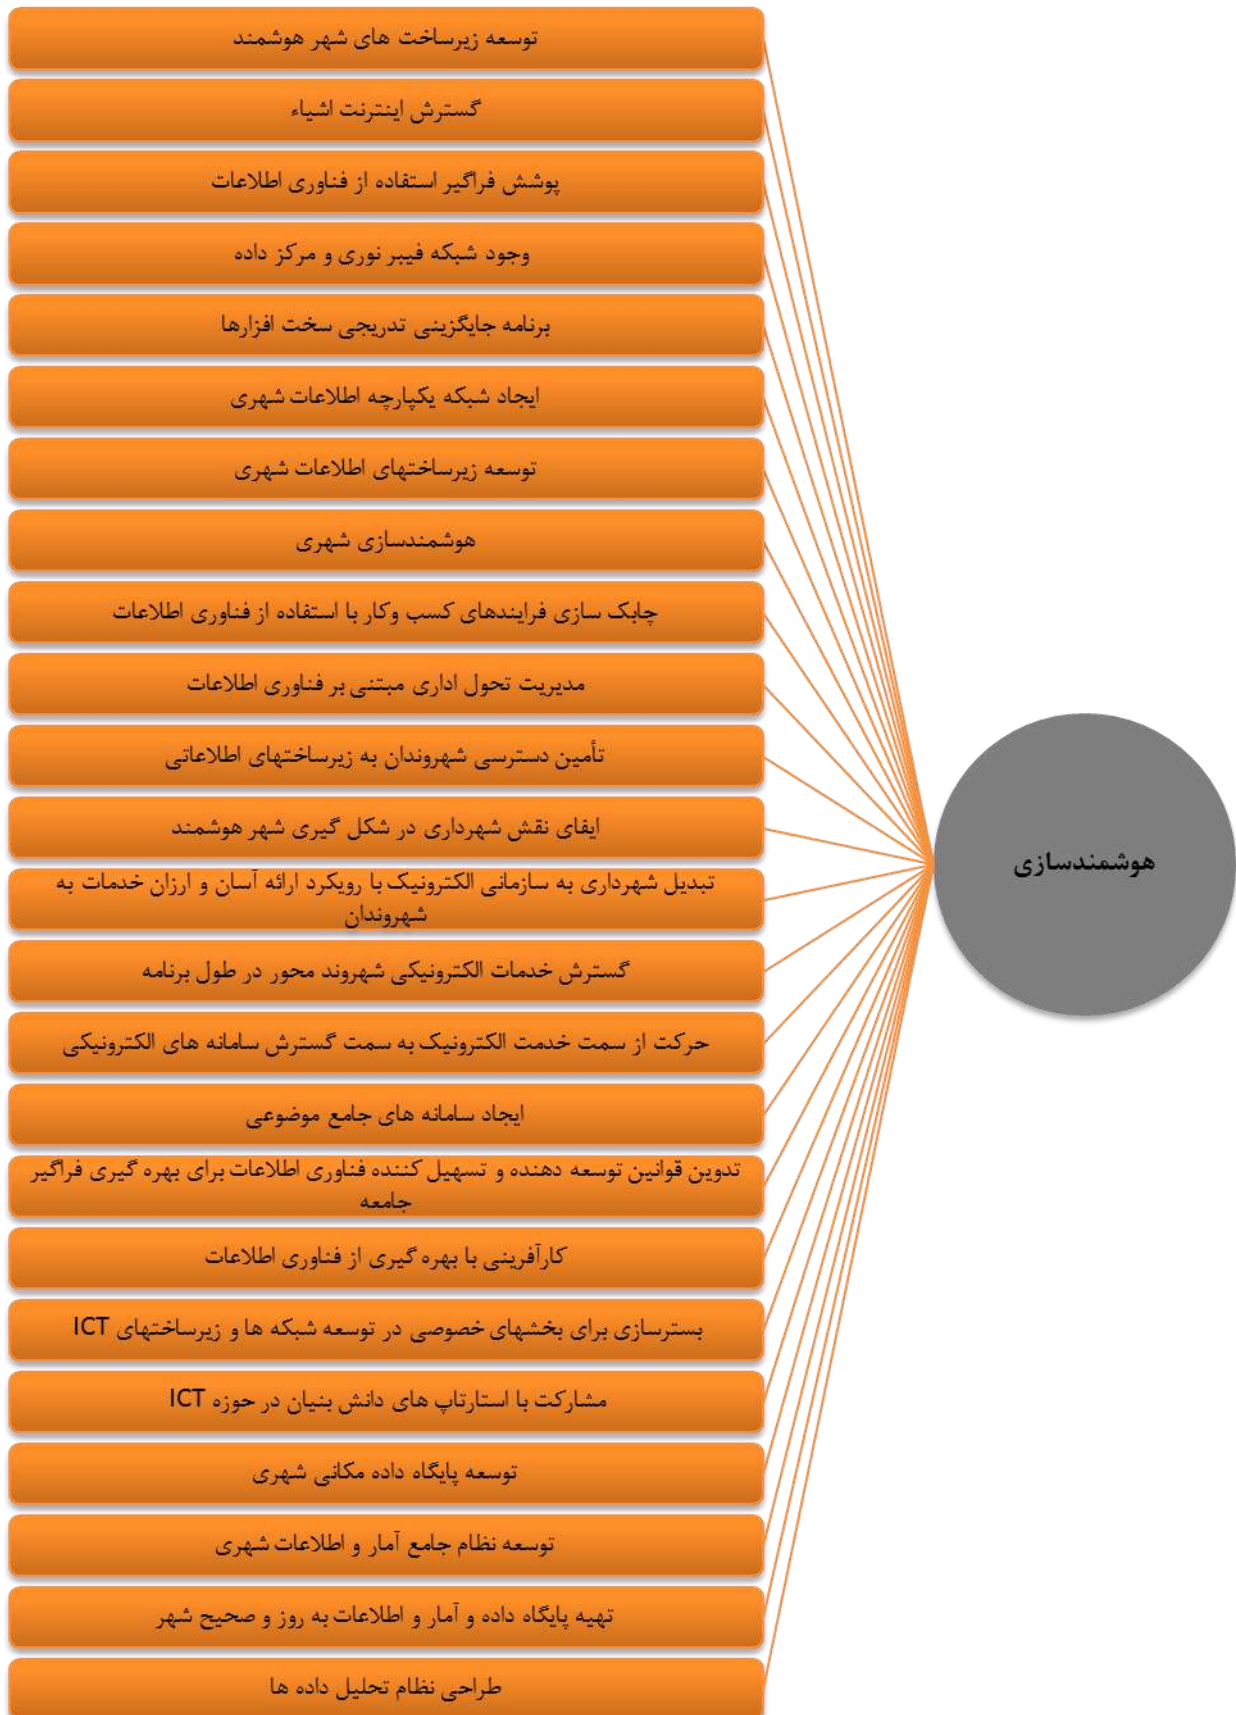 توسعه زیرساخت های شهر هوشمند
گسترش اینترنت اشیاء
پوشش فراگیر استفاده از فناوری اطلاعات
وجود شبکه فیبر نوری و مرکز داده
برنامه جایگزینی تدریجی سخت افزارها
ایجاد شبکه یکپارچه اطلاعات شهری
توسعه زیرساختهای اطلاعات شهری
هوشمندسازی شهری
چابک سازی فرایندهای کسب وکار با استفاده از فناوری اطلاعات
مدیریت تحول اداری مبتنی بر فناوری اطلاعات
تأمین دسترسی شهروندان به زیرساختهای اطلاعاتی
ایفای نقش شهرداری در شکل گیری شهر هوشمند
تبدیل شهرداری به سازمانی الکترونیک با رویکرد ارائه آسان و ارزان خدمات به
شهروندان
گسترش خدمات الکترونیکی شهروند محور در طول برنامه
حرکت از سمت خدمت الکترونیک به سمت گسترش سامانه های الکترونیکی
ایجاد سامانه های جامع موضوعی
تدوین قوانین توسعه دهنده و تسهیل کننده فناوری اطلاعات برای بهره گیری فراگیر
جامعه
کارآفرینی با بهره گیری از فناوری اطلاعات
بسترسازی برای بخشهای خصوصی در توسعه شبکه ها و زیرساختهای ICT
مشارکت با استارتاپ های دانش بنیان در حوزه ICT
توسعه پایگاه داده مکانی شهری
توسعه نظام جامع آمار و اطلاعات شهری
تهیه پایگاه داده و آمار و اطلاعات به روز و صحیح شهر
طراحی نظام تحلیل داده ها
هوشمندسازی